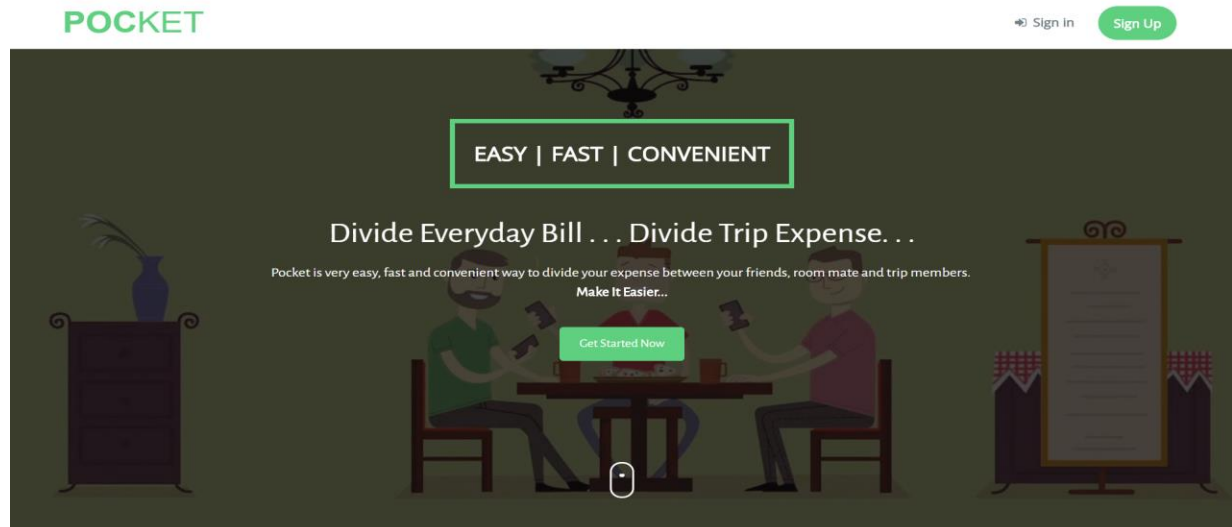 POCKET
Sign in
Sign Up
EASY | FAST | CONVENIENT
Divide Everyday Bill . . . Divide Trip Expense. . .
Pocket is very easy, fast and convenient way to divide your expense between your friends, room mate and trip members.
Make It Easier...
Get Started Now